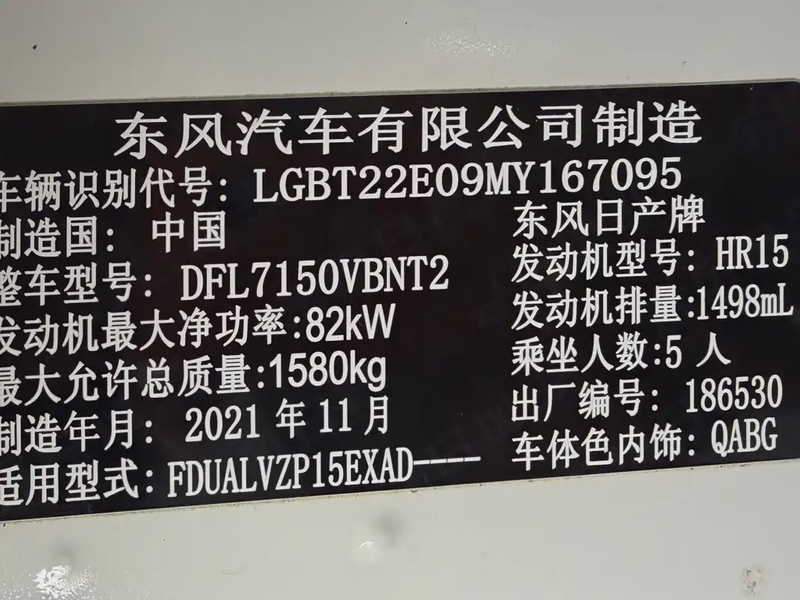 东风汽车有限公司制造
车辆识别代号: LGBT22E09MY167095
制造国: 中国
东风日产牌
整车型号: DFL7150VBNT2
发动机型号: HR15
发动机最大净功率:82kW
发动机排量:1498mL
最大允许总质量:1580kg
乘坐人数:5 人
制造年月: 2021 年 11 月
出厂编号: 186530
适用型式: FDUALVZP15EXAD----
车体色内饰: QABG